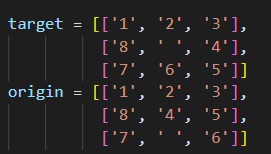 target = [['1', '2', '3'],
['8', ' ', '4'],
['7', '6', '5']]
origin = [['1', '2', '3'],
['8', '4', '5'],
['7', ' ', '6']]